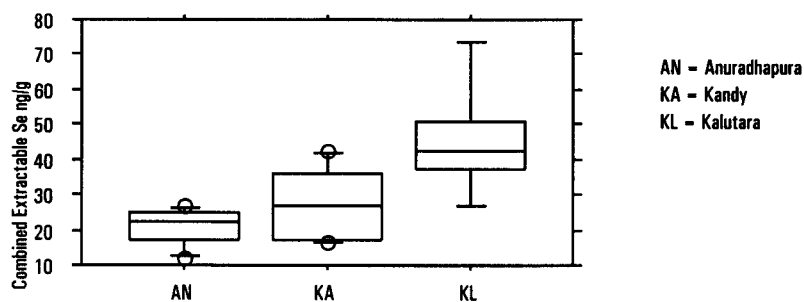 Combined Extractable Se ng/g
80
70
60
50
40
30
20
10
AN
KA
KL
AN = Anuradhapura
KA = Kandy
KL = Kalutara